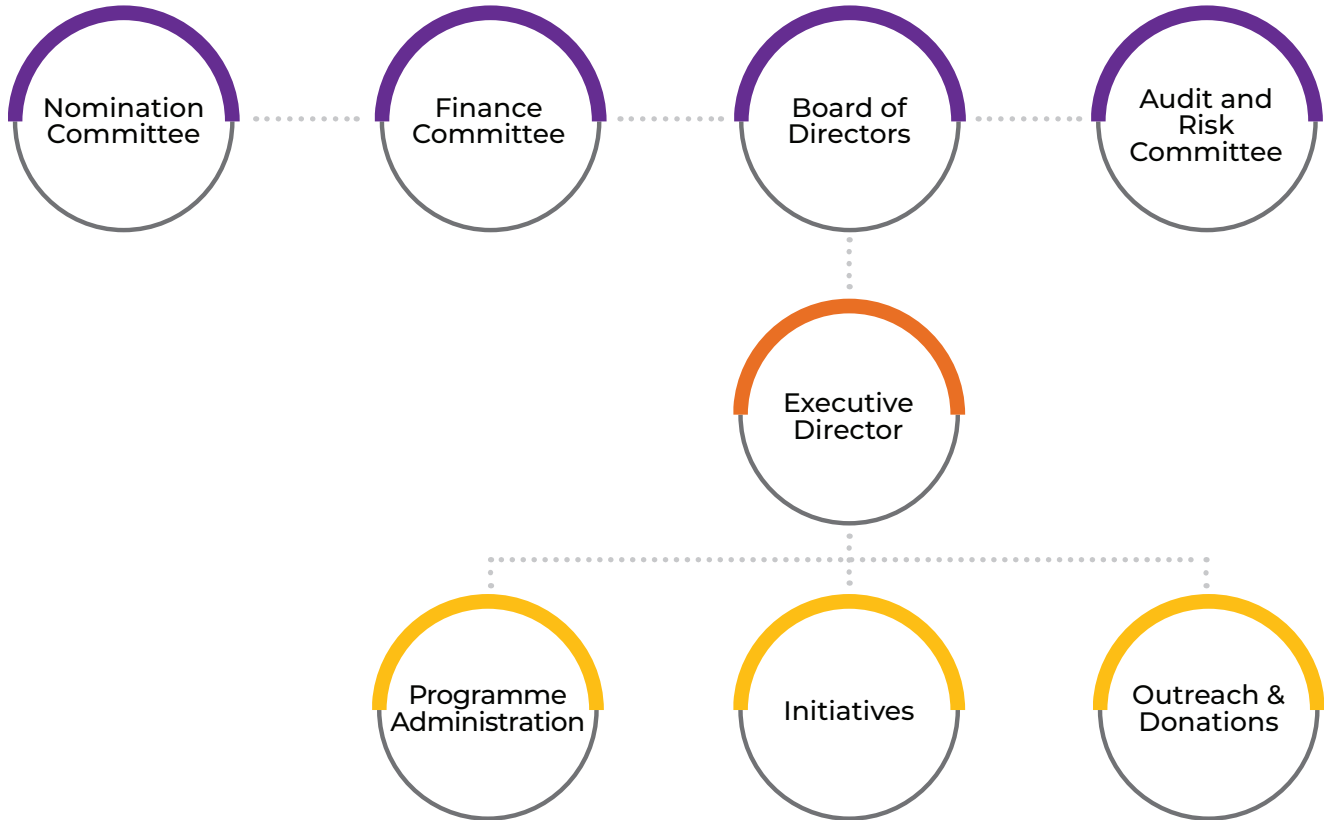 Nomination
Committee
Finance
Committee
Board of
Directors
Audit and
Risk
Committee
Executive
Director
Programme
Administration
Initiatives
Outreach &
Donations